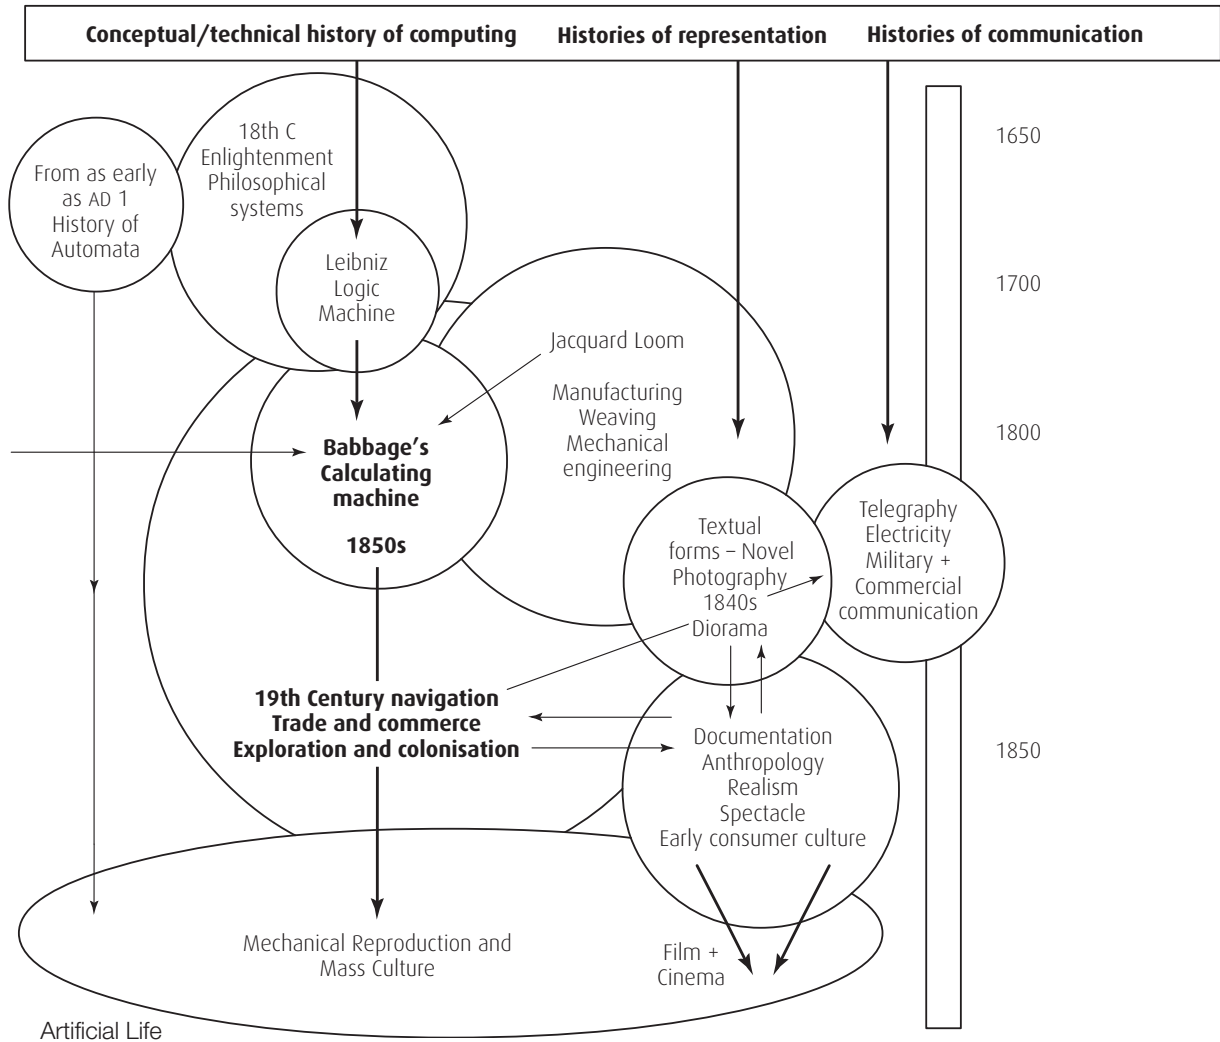 Conceptual/technical history of computing
Histories of representation
Histories of communication
18th C
Enlightenment
Philosophical
systems
From as early
as AD 1
History of
Automata
Leibniz
Logic
Machine
Jacquard Loom
Manufacturing
Weaving
Mechanical
engineering
Babbage’s
Calculating
machine
1850s
Textual
forms – Novel
Photography
1840s
Diorama
Telegraphy
Electricity
Military +
Commercial
communication
19th Century navigation
Trade and commerce
Exploration and colonisation
Documentation
Anthropology
Realism
Spectacle
Early consumer culture
Mechanical Reproduction and
Mass Culture
Film +
Cinema
Artificial Life
1650
1700
1800
1850